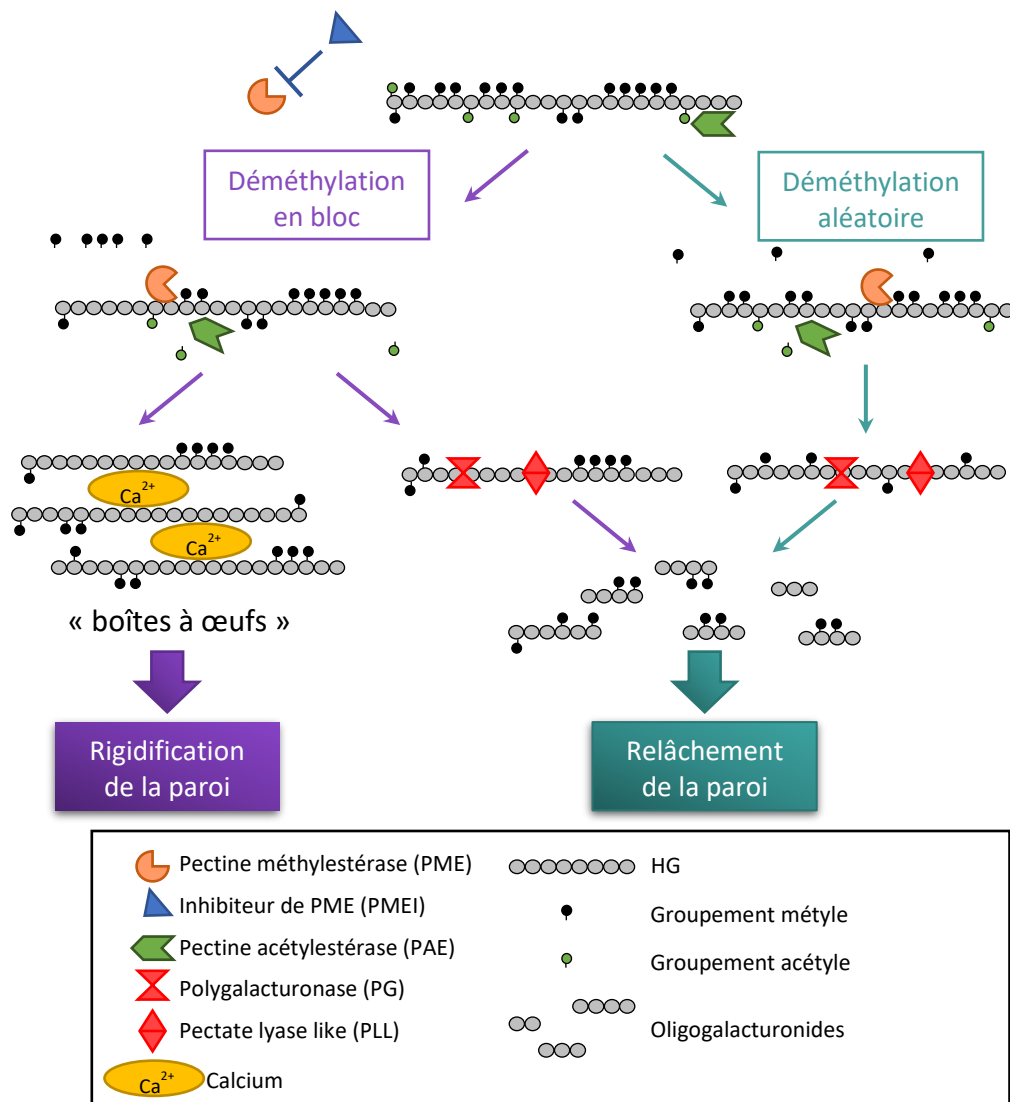 Déméthylation
en bloc
Déméthylation
aléatoire
Ca2+
Ca2+
« boîtes à œufs »
Rigidification
de la paroi
Relâchement
de la paroi
Pectine méthylestérase (PME)
Inhibiteur de PME (PMEI)
Pectine acétylestérase (PAE)
Polygalacturonase (PG)
Pectate lyase like (PLL)
Ca2+ Calcium
HG
Groupement métyle
Groupement acétyle
Oligogalacturonides